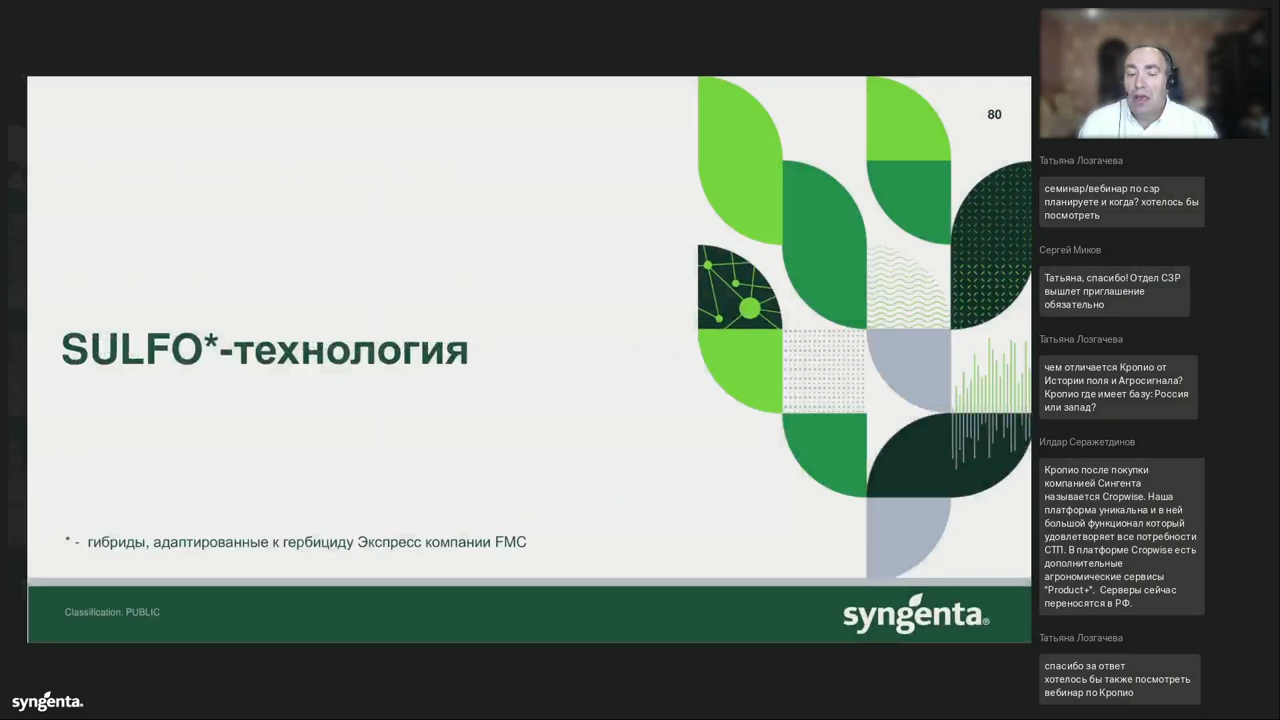 80
SULFO*-технология
* - гибриды, адаптированные к гербициду Экспресс компании FMC
Classification: PUBLIC
syngenta®
syngenta.
Татьяна Лозгачева
семинар/вебинар по сзр
планируете и когда? хотелось бы
посмотреть
Сергей Миков
Татьяна, спасибо! Отдел СЗР
вышлет приглашение
обязательно
Татьяна Лозгачева
чем отличается Кропио от
Истории поля и Агросигнала?
Кропио где имеет базу: Россия
или запад?
Илдар Серажетдинов
Кропио после покупки
компанией Сингента
называется Cropwise. Наша
платформа уникальна и в ней
большой функционал который
удовлетворяет все потребности
СТП. В платформе Cropwise есть
дополнительные
агрономические сервисы
"Product+".  Серверы сейчас
переносятся в РФ.
Татьяна Лозгачева
спасибо за ответ
хотелось бы также посмотреть
вебинар по Кропио